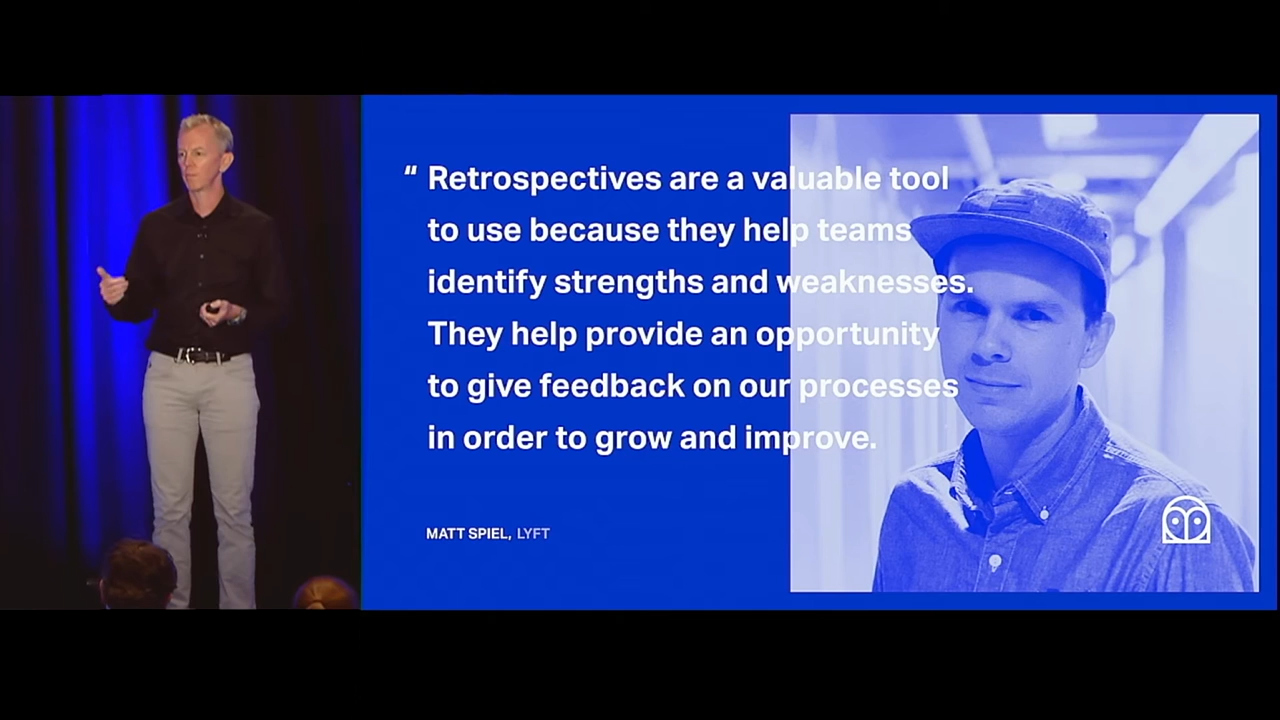 “ Retrospectives are a valuable tool
to use because they help teams
identify strengths and weaknesses.
They help provide an opportunity
to give feedback on our processes
in order to grow and improve.
MATT SPIEL, LYFT